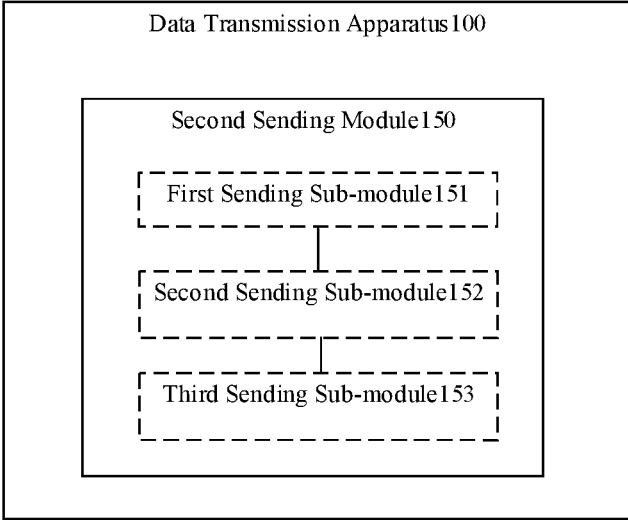 Data Transmission Apparatus100
Second Sending Module150
First Sending Sub-module151
Second Sending Sub-module152
Third Sending Sub-module153